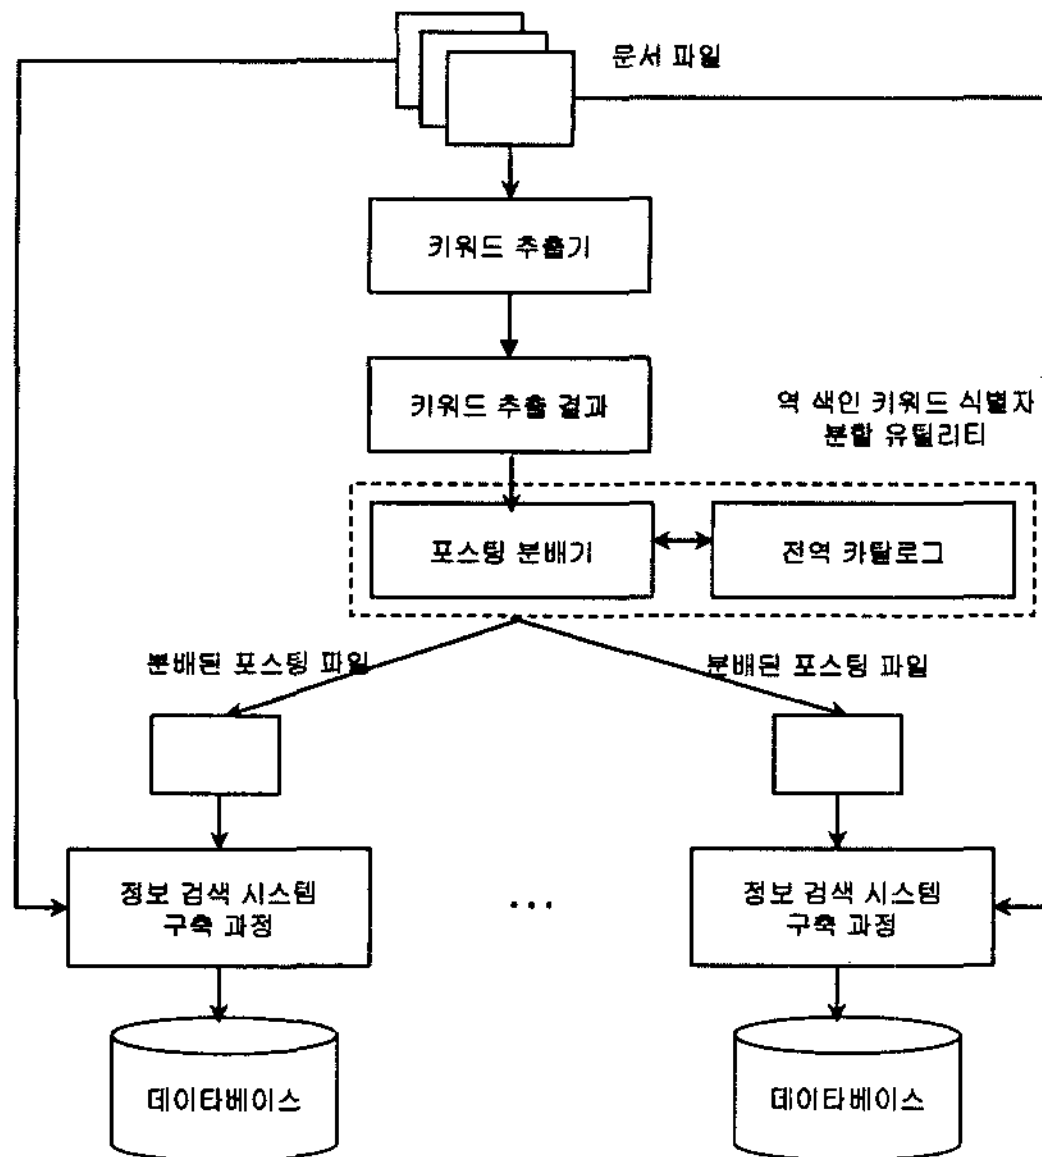 문서 파일
키워드 추출기
키워드 추출 결과
역 색인 키워드 식별자
분할 유틸리티
포스팅 분배기
전역 카탈로그
분배된 포스팅 파일
분배된 포스팅 파일
정보 검색 시스템
구축 과정
...
정보 검색 시스템
구축 과정
데이타베이스
데이타베이스